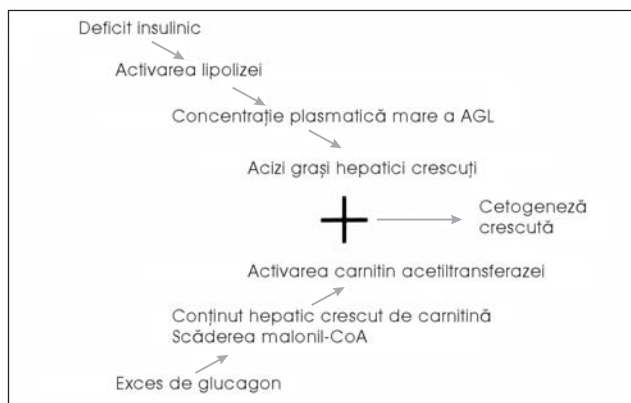 Deficit insulinic
Activarea lipolizei
Concentrație plasmatică mare a AGL
Acizi grași hepatici crescuți
+
Cetogeneză
crescută
Activarea carnitin acetiltransferazei
Conținut hepatic crescut de carnitină
Scăderea malonil-CoA
Exces de glucagon